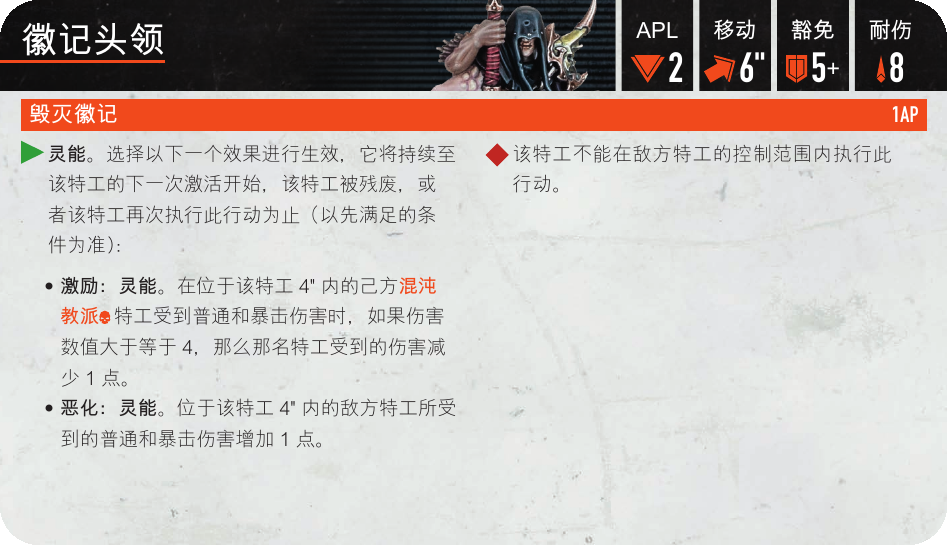 徽记头领
APL
2
移动
6"
豁免
5+
耐伤
8
毁灭徽记
1AP
灵能。选择以下一个效果进行生效，它将持续至
该特工的下一次激活开始，该特工被残废，或
者该特工再次执行此行动为止（以先满足的条
件为准）：
• 激励：灵能。在位于该特工 4" 内的己方混沌
教派特工受到普通和暴击伤害时，如果伤害
数值大于等于 4，那么那名特工受到的伤害减
少 1 点。
• 恶化：灵能。位于该特工 4" 内的敌方特工所受
到的普通和暴击伤害增加 1 点。
该特工不能在敌方特工的控制范围内执行此
行动。